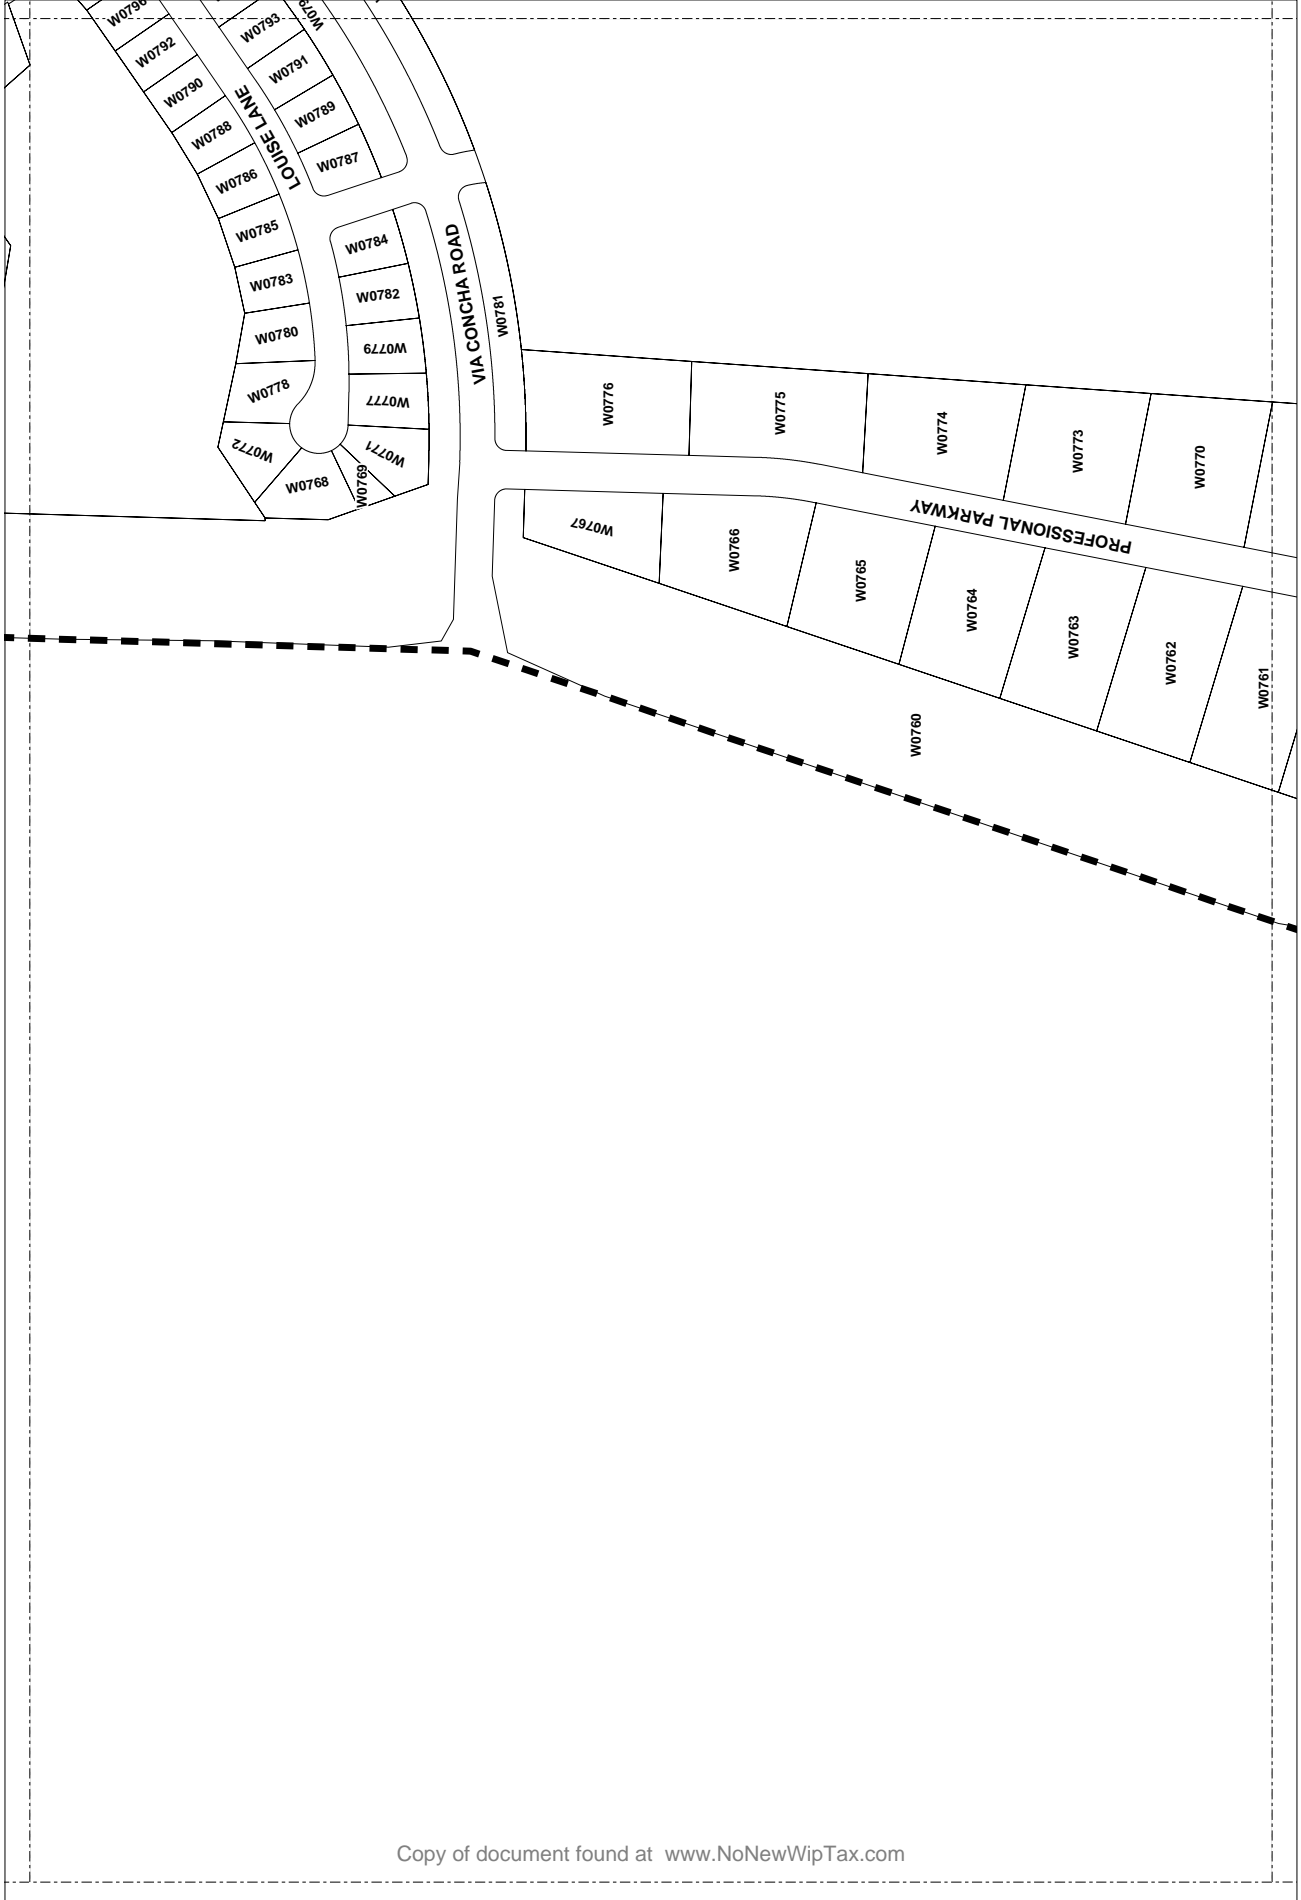 W0796
W0792
W0790
W0788
W0786
W0785
W0783
W0780
W0778
W0772
W0768
W0769
W0771
W0777
W0779
W0782
W0784
W0787
W0789
W0791
W0793
LOUISE LANE
VIA CONCHA ROAD
W0781
W0776
W0775
W0774
W0773
W0770
PROFESSIONAL PARKWAY
W0767
W0766
W0765
W0764
W0763
W0762
W0761
W0760
Copy of document found at www.NoNewWipTax.com